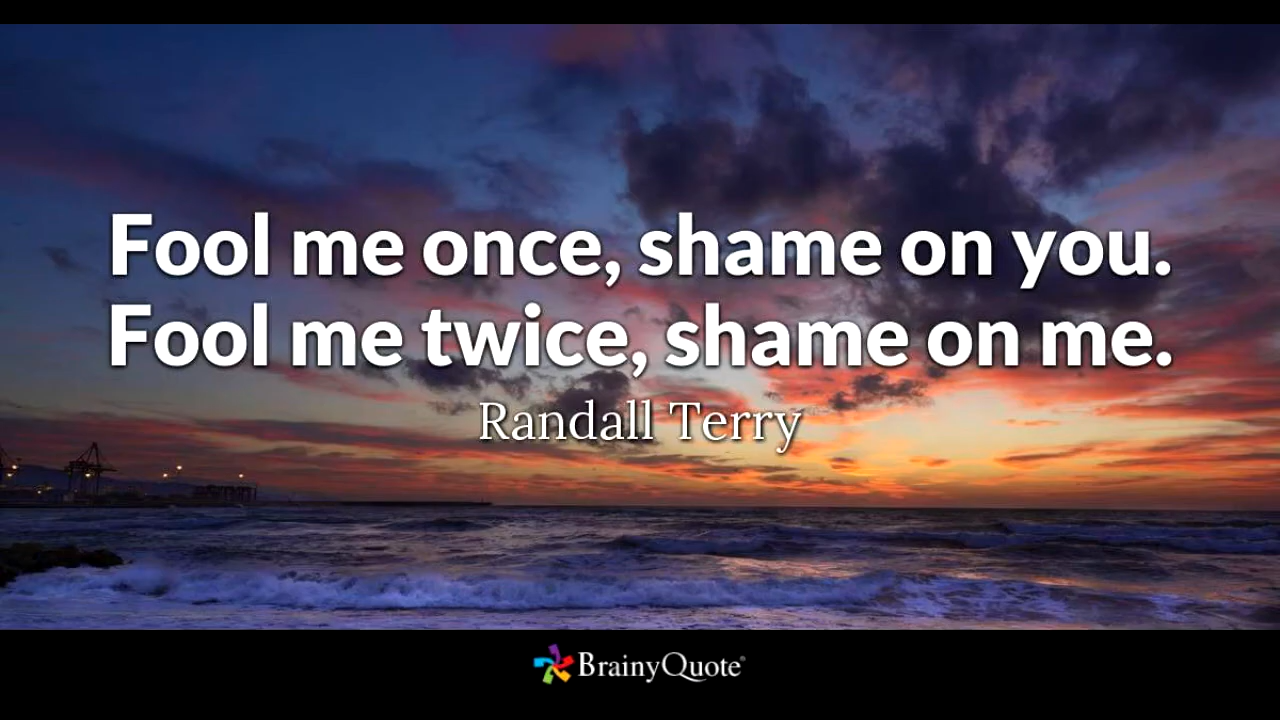 Fool me once, shame on you.
Fool me twice, shame on me.
Randall Terry
BrainyQuote®